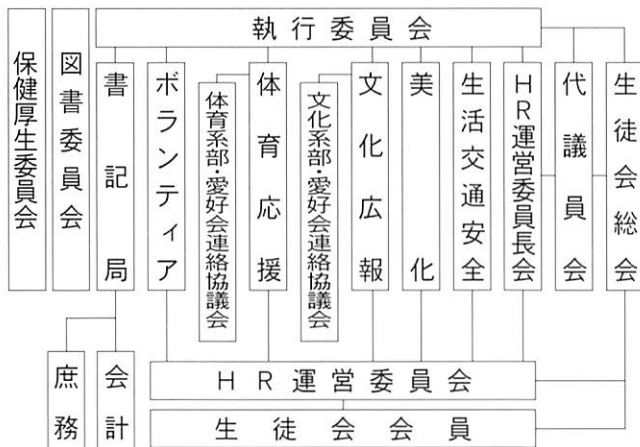 執行委員会
生徒会総会
代議員会
HR運営委員長会
生活交通安全
美化
文化広報
文化系部・愛好会連絡協議会
体育応援
体育系部・愛好会連絡協議会
ボランティア
書記局
図書委員会
保健厚生委員会
会計
庶務
HR運営委員会
生徒会会員